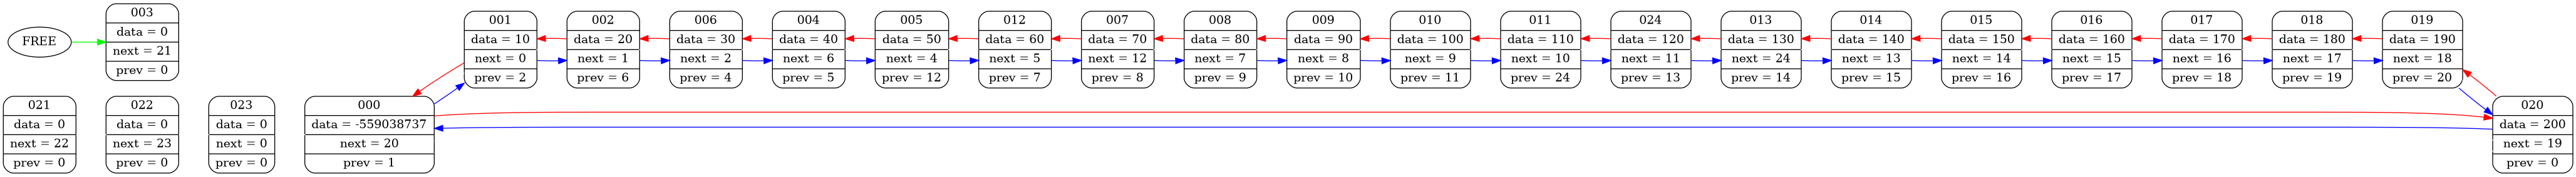 FREE
003
data = 0
next = 21
prev = 0
001
data = 10
next = 0
prev = 2
002
data = 20
next = 1
prev = 6
006
data = 30
next = 2
prev = 4
004
data = 40
next = 6
prev = 5
005
data = 50
next = 4
prev = 12
012
data = 60
next = 5
prev = 7
007
data = 70
next = 12
prev = 8
008
data = 80
next = 7
prev = 9
009
data = 90
next = 8
prev = 10
010
data = 100
next = 9
prev = 11
011
data = 110
next = 10
prev = 24
024
data = 120
next = 11
prev = 13
013
data = 130
next = 24
prev = 14
014
data = 140
next = 13
prev = 15
015
data = 150
next = 14
prev = 16
016
data = 160
next = 15
prev = 17
017
data = 170
next = 16
prev = 18
018
data = 180
next = 17
prev = 19
019
data = 190
next = 18
prev = 20
021
data = 0
next = 22
prev = 0
022
data = 0
next = 23
prev = 0
023
data = 0
next = 0
prev = 0
000
data = -559038737
next = 20
prev = 1
020
data = 200
next = 19
prev = 0